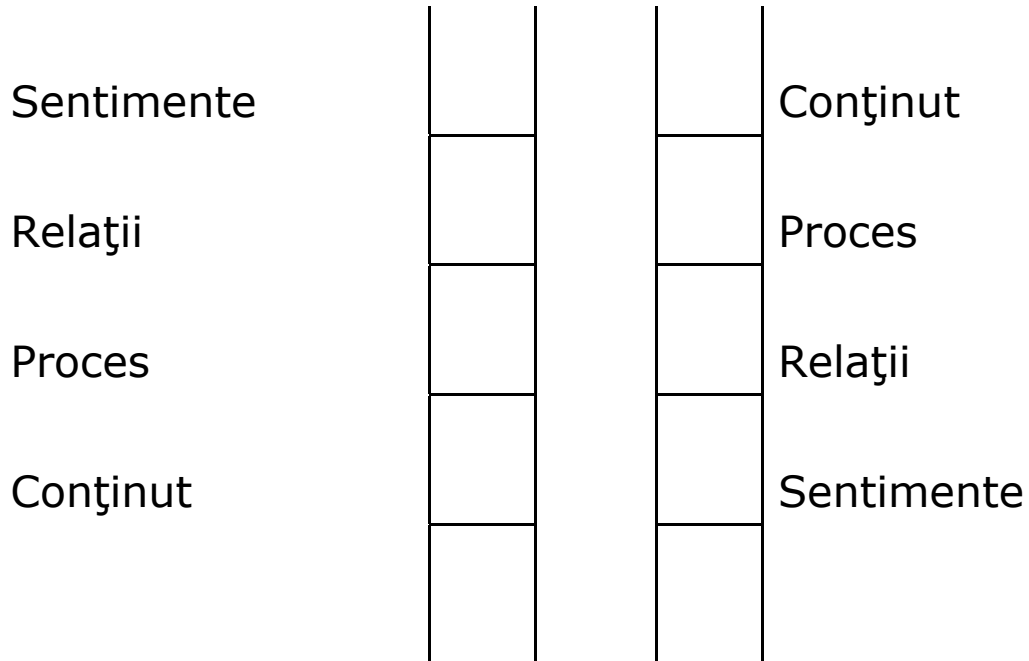 Sentimente Conţinut
Relaţii Proces
Proces Relaţii
Conţinut Sentimente